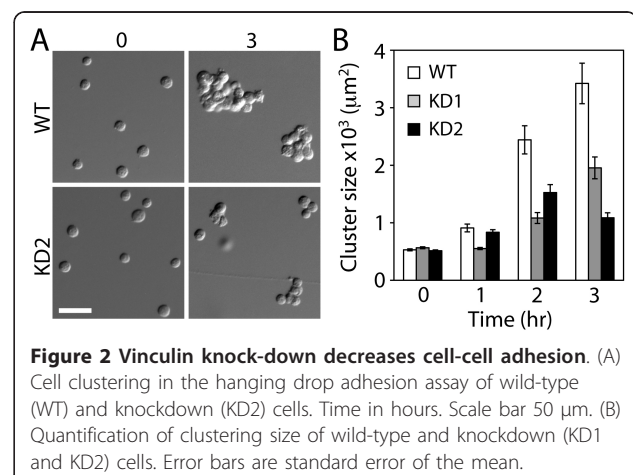 A
0
3
WT
KD2
B
4
3
2
1
0
Cluster size x10³ (μm²)
WT
KD1
KD2
0
1
2
3
Time (hr)
Figure 2 Vinculin knock-down decreases cell-cell adhesion. (A)
Cell clustering in the hanging drop adhesion assay of wild-type
(WT) and knockdown (KD2) cells. Time in hours. Scale bar 50 μm. (B)
Quantification of clustering size of wild-type and knockdown (KD1
and KD2) cells. Error bars are standard error of the mean.